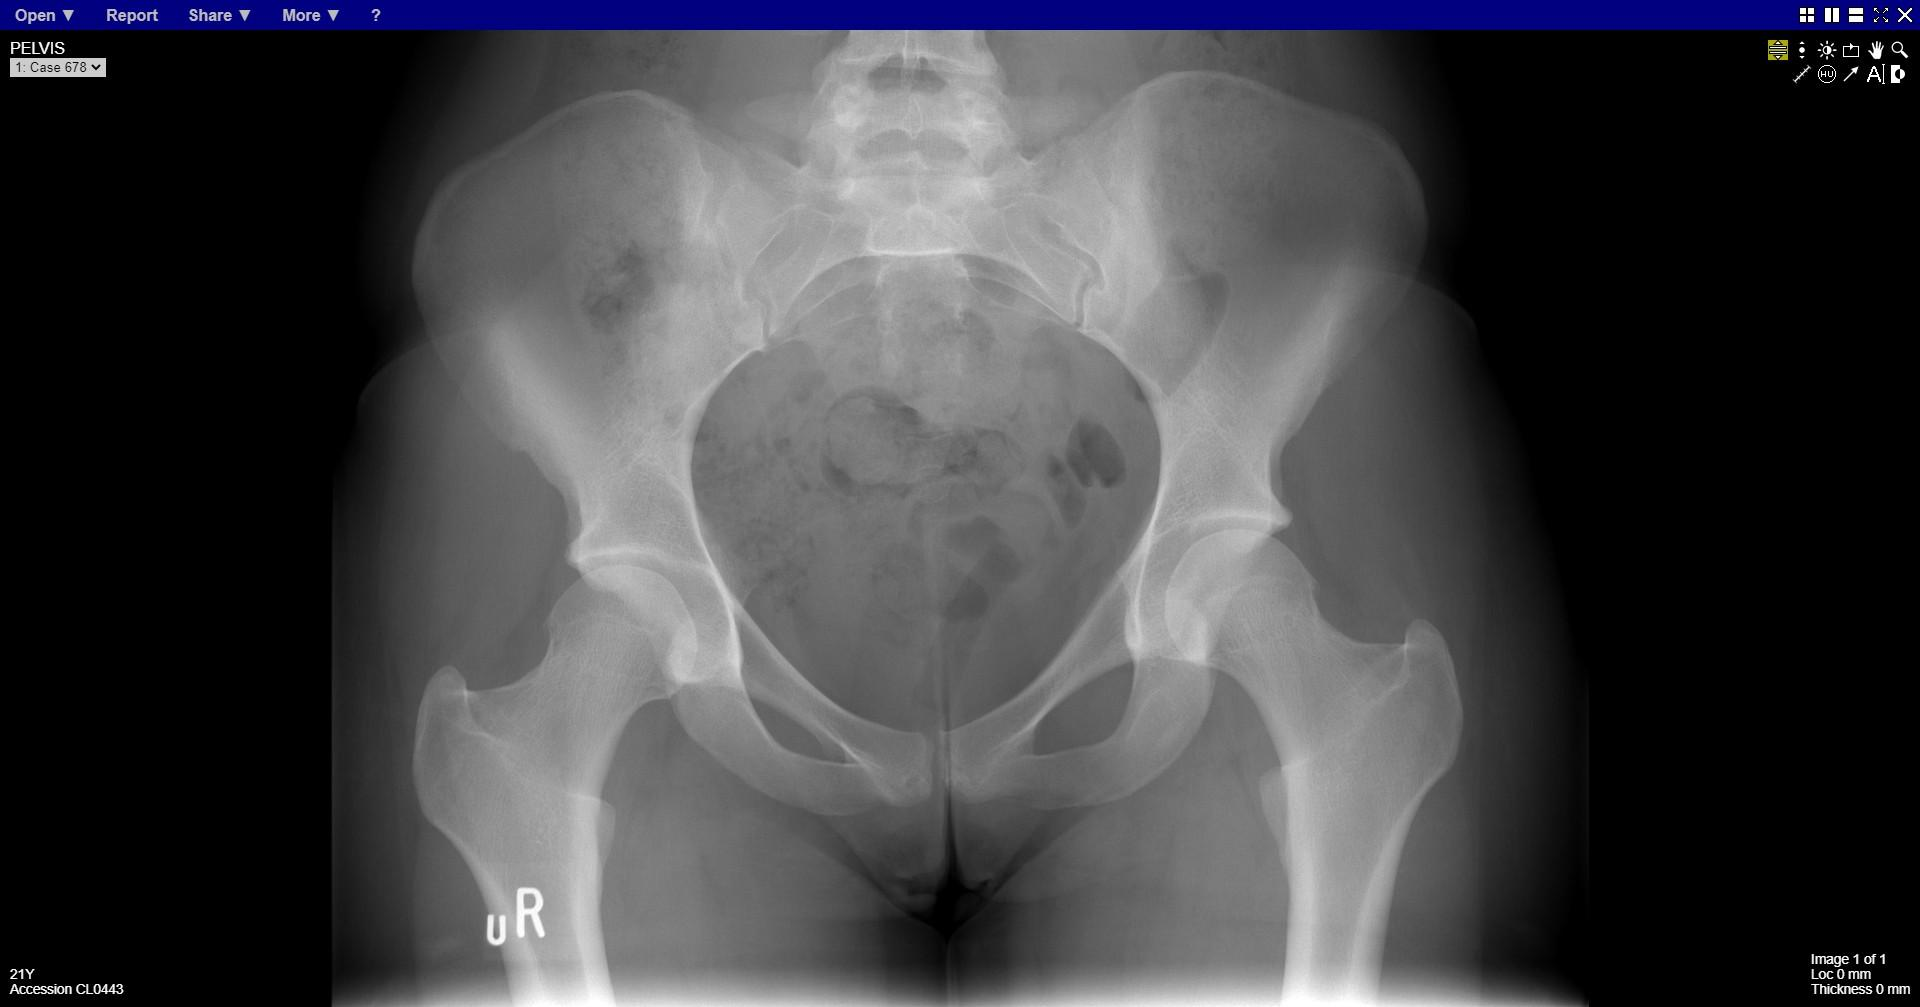 Open ▼ Report Share ▼ More ▼ ?
PELVIS
1: Case 678
HU
A
U R
21Y
Accession CL0443
Image 1 of 1
Loc 0 mm
Thickness 0 mm